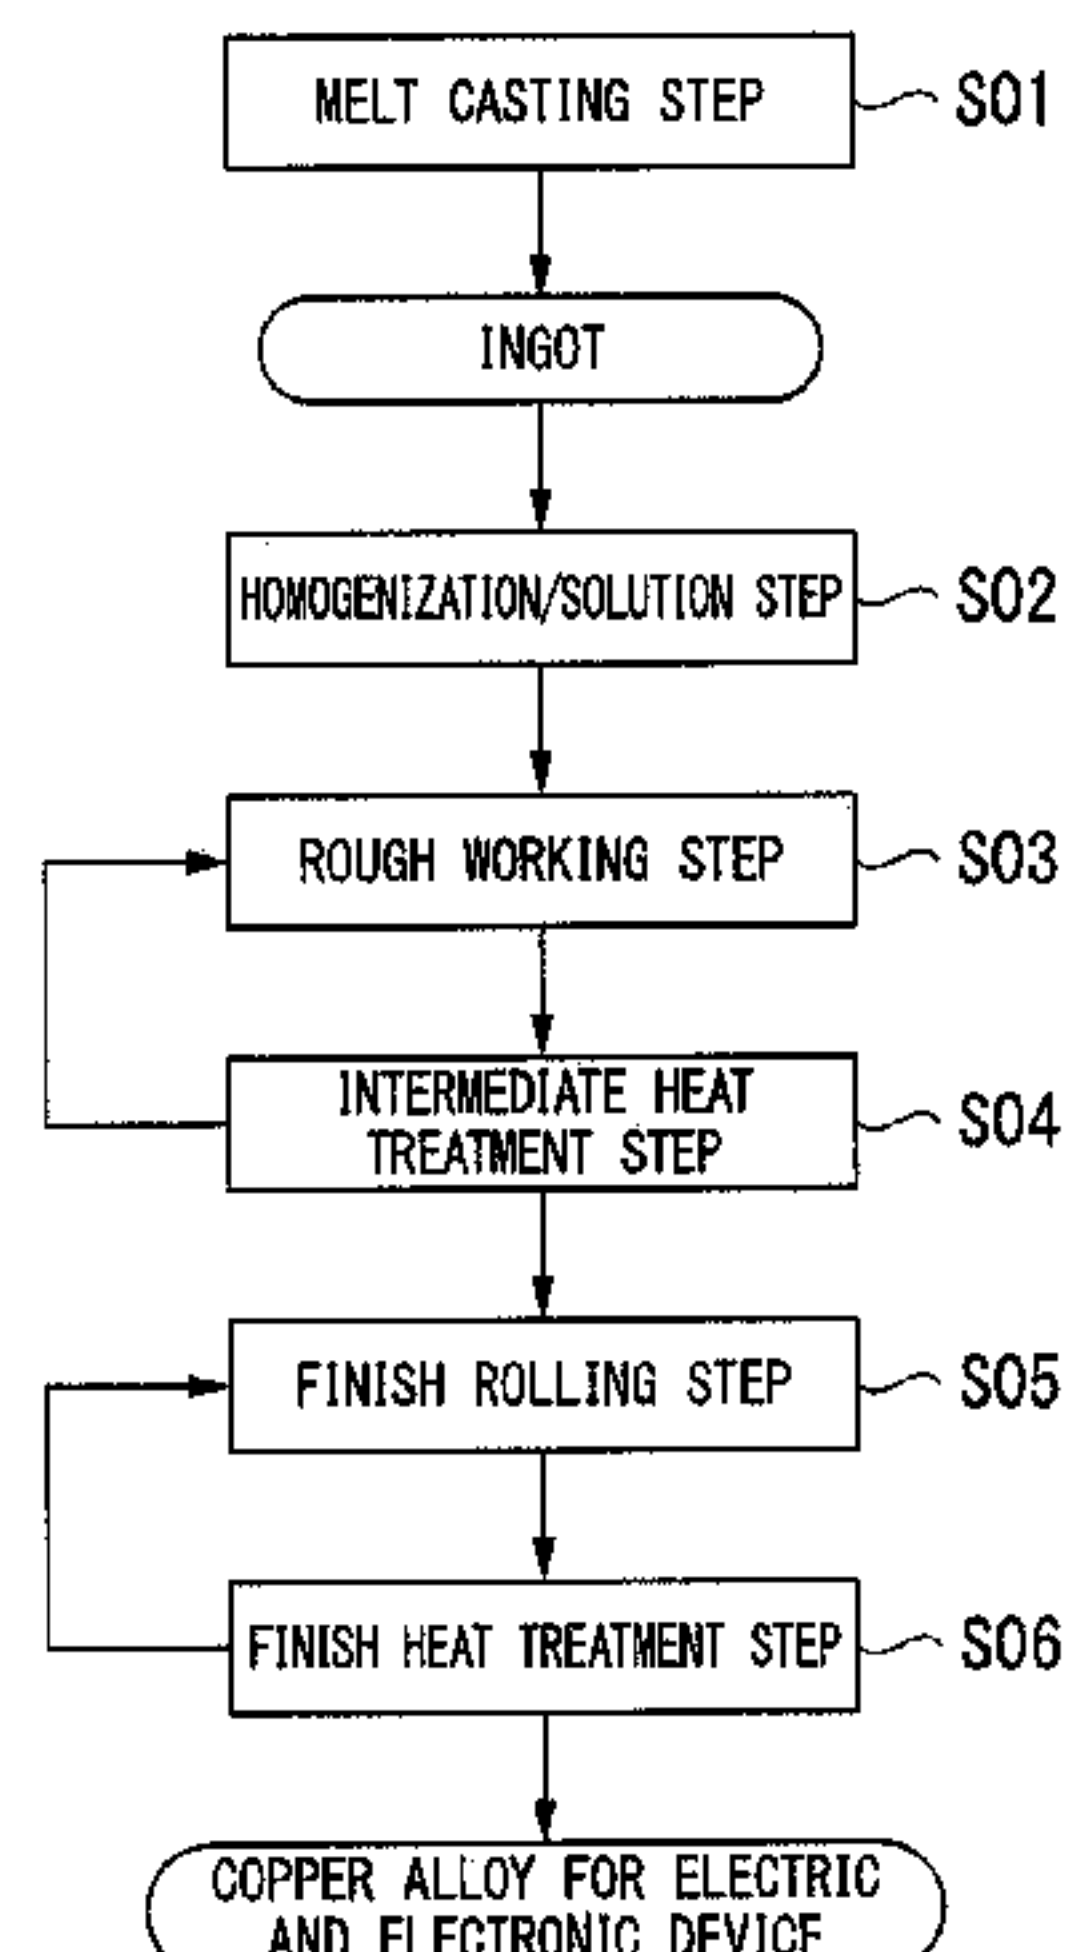 MELT CASTING STEP S01
INGOT
HOMOGENIZATION/SOLUTION STEP S02
ROUGH WORKING STEP S03
INTERMEDIATE HEAT
TREATMENT STEP S04
FINISH ROLLING STEP S05
FINISH HEAT TREATMENT STEP S06
COPPER ALLOY FOR ELECTRIC
AND ELECTRONIC DEVICE